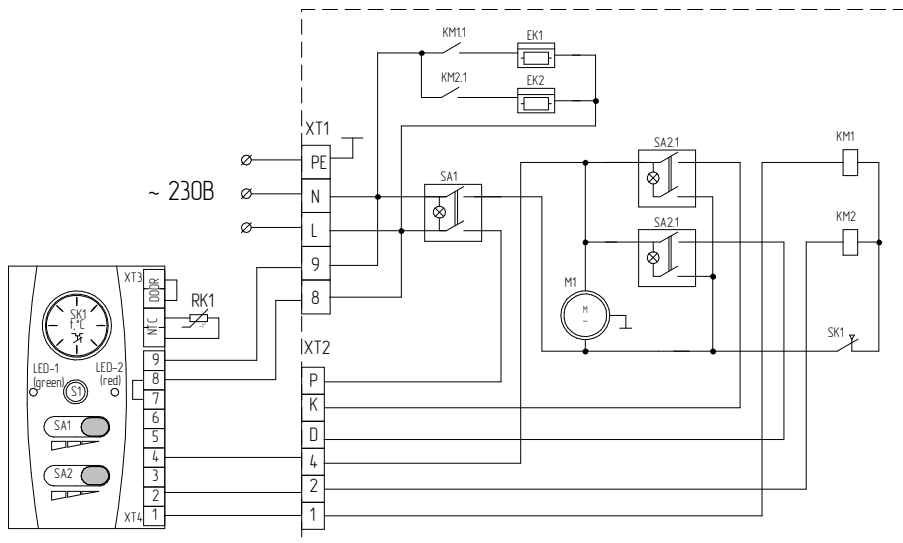 KM1.1
EK1
KM2.1
EK2
XT1
PE
N
L
9
8
~ 230В
SA1
SA2.1
SA2.1
KM1
KM2
M1
M
~
SK1
XT3
DOOR
NTC
RK1
-t°
SK1
t,°C
LED-1
(green)
LED-2
(red)
S1
SA1
SA2
9
8
7
6
5
4
3
2
1
XT4
XT2
P
K
D
4
2
1